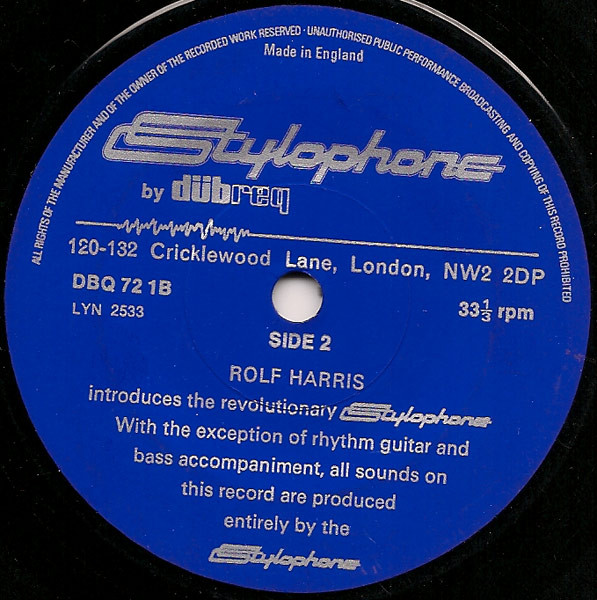 ALL RIGHTS OF THE MANUFACTURER AND OF THE OWNER OF THE RECORDED WORK RESERVED · UNAUTHORISED PUBLIC PERFORMANCE BROADCASTING AND COPYING OF THIS RECORD PROHIBITED
Made in England
Stylophone
by dübreq
120-132 Cricklewood Lane, London, NW2 2DP
DBQ 72 1B
33⅓ rpm
LYN 2533
SIDE 2
ROLF HARRIS
introduces the revolutionary Stylophone
With the exception of rhythm guitar and
bass accompaniment, all sounds on
this record are produced
entirely by the
Stylophone